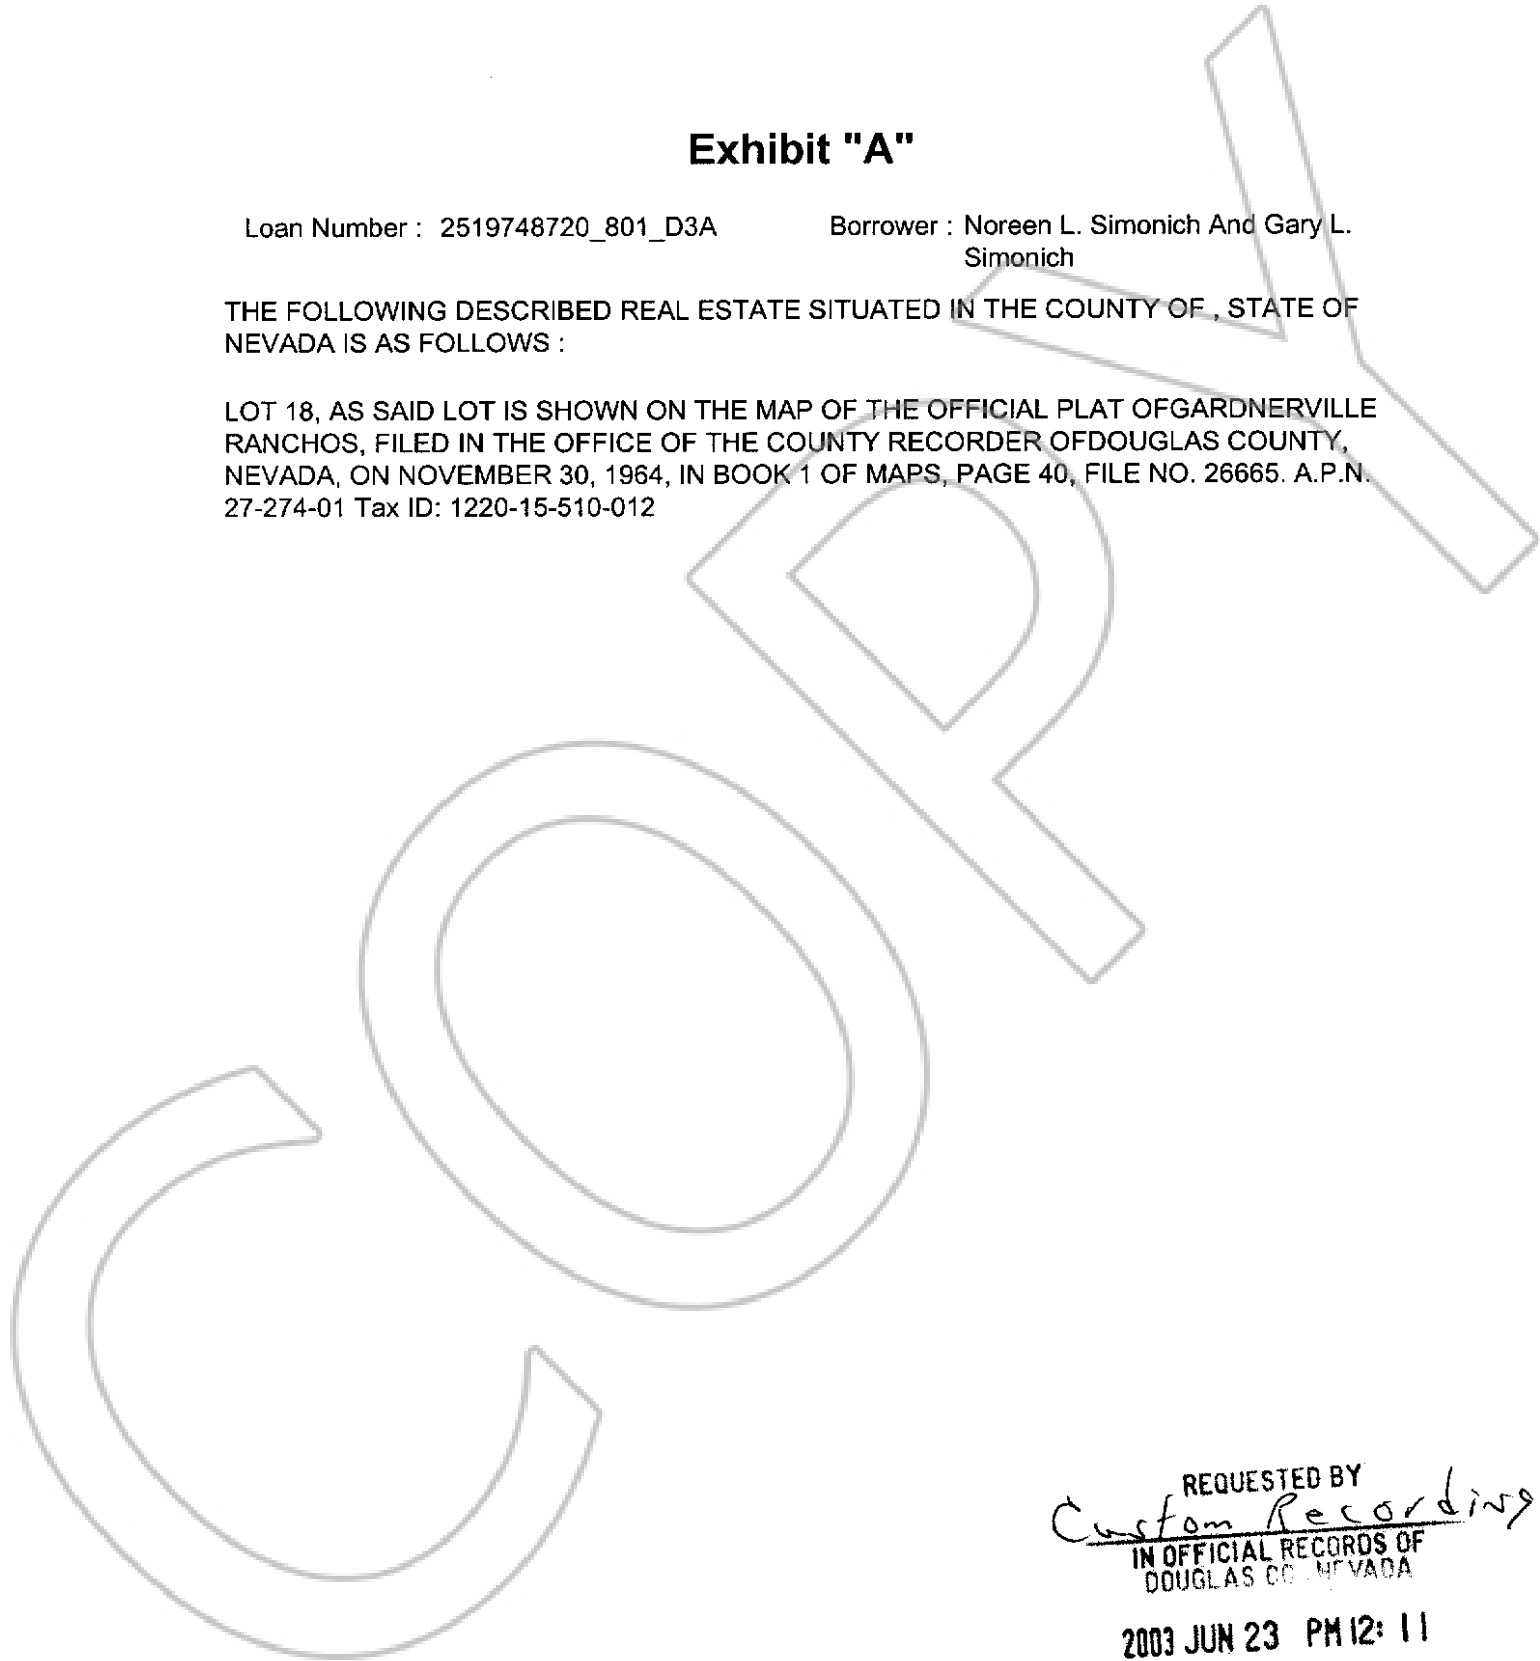 Exhibit "A"
Loan Number : 2519748720_801_D3A Borrower : Noreen L. Simonich And Gary L.
Simonich
THE FOLLOWING DESCRIBED REAL ESTATE SITUATED IN THE COUNTY OF , STATE OF
NEVADA IS AS FOLLOWS :
LOT 18, AS SAID LOT IS SHOWN ON THE MAP OF THE OFFICIAL PLAT OFGARDNERVILLE
RANCHOS, FILED IN THE OFFICE OF THE COUNTY RECORDER OFDOUGLAS COUNTY,
NEVADA, ON NOVEMBER 30, 1964, IN BOOK 1 OF MAPS, PAGE 40, FILE NO. 26665. A.P.N.
27-274-01 Tax ID: 1220-15-510-012
COPY
REQUESTED BY
Custom Recording
IN OFFICIAL RECORDS OF
DOUGLAS CO. NEVADA
2003 JUN 23 PM 12: 11